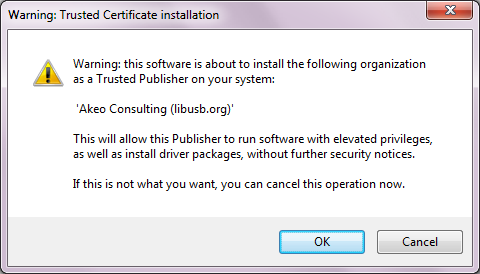 Warning: Trusted Certificate installation
Warning: this software is about to install the following organization
as a Trusted Publisher on your system:
'Akeo Consulting (libusb.org)'
This will allow this Publisher to run software with elevated privileges,
as well as install driver packages, without further security notices.
If this is not what you want, you can cancel this operation now.
OK
Cancel